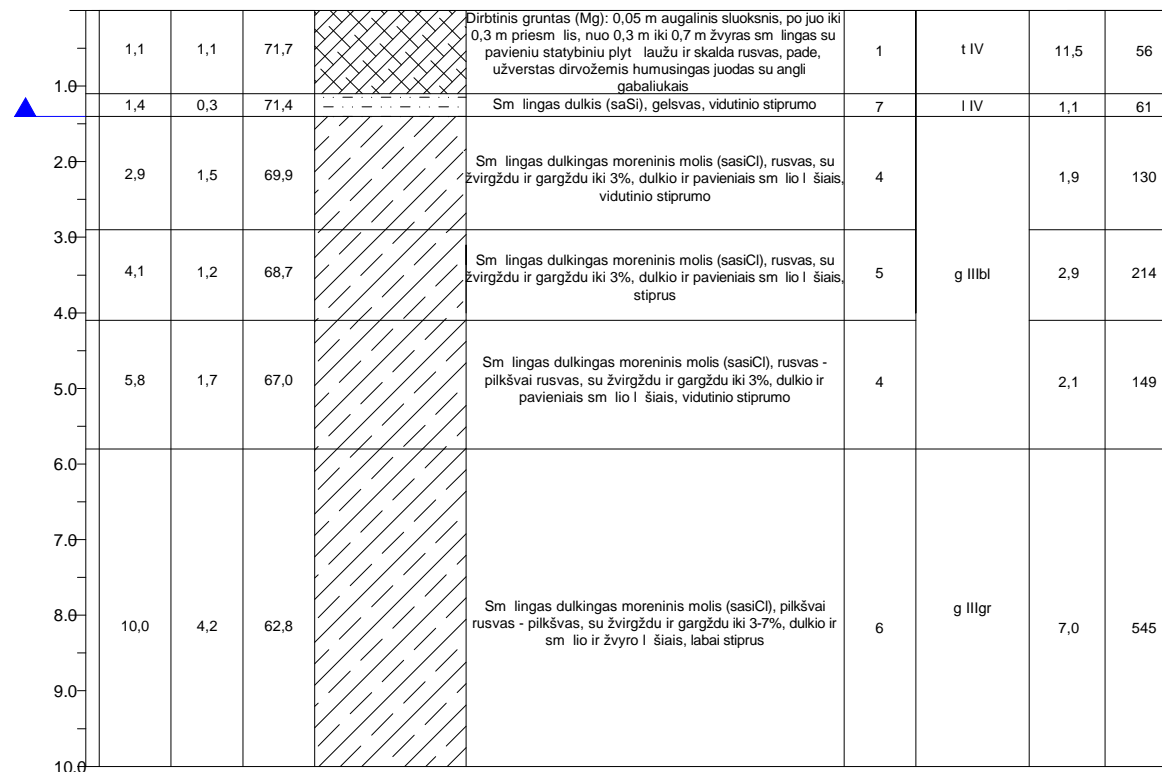 Dirbtinis gruntas (Mg): 0,05 m augalinis sluoksnis, po juo iki
0,3 m priesm lis, nuo 0,3 m iki 0,7 m žvyras sm lingas su
1,1 1,1 71,7 pavieniu statybiniu plyt laužu ir skalda rusvas, pade, 1 t IV 11,5 56
užverstas dirvožemis humusingas juodas su angli
1.0 gabaliukais
1,4 0,3 71,4 Sm lingas dulkis (saSi), gelsvas, vidutinio stiprumo 7 l IV 1,1 61
2.0 Sm lingas dulkingas moreninis molis (sasiCl), rusvas, su
2,9 1,5 69,9 žvirgždu ir gargždu iki 3%, dulkio ir pavieniais sm lio l šiais, 4 1,9 130
vidutinio stiprumo
3.0
Sm lingas dulkingas moreninis molis (sasiCl), rusvas, su
4,1 1,2 68,7 žvirgždu ir gargždu iki 3%, dulkio ir pavieniais sm lio l šiais, 5 g IIIbl 2,9 214
stiprus
4.0
Sm lingas dulkingas moreninis molis (sasiCl), rusvas -
5,8 1,7 67,0 pilkšvai rusvas, su žvirgždu ir gargždu iki 3%, dulkio ir 4 2,1 149
5.0 pavieniais sm lio l šiais, vidutinio stiprumo
6.0
7.0
8.0 Sm lingas dulkingas moreninis molis (sasiCl), pilkšvai g IIIgr
10,0 4,2 62,8 rusvas - pilkšvas, su žvirgždu ir gargždu iki 3-7%, dulkio ir 6 7,0 545
sm lio ir žvyro l šiais, labai stiprus
9.0
10.0